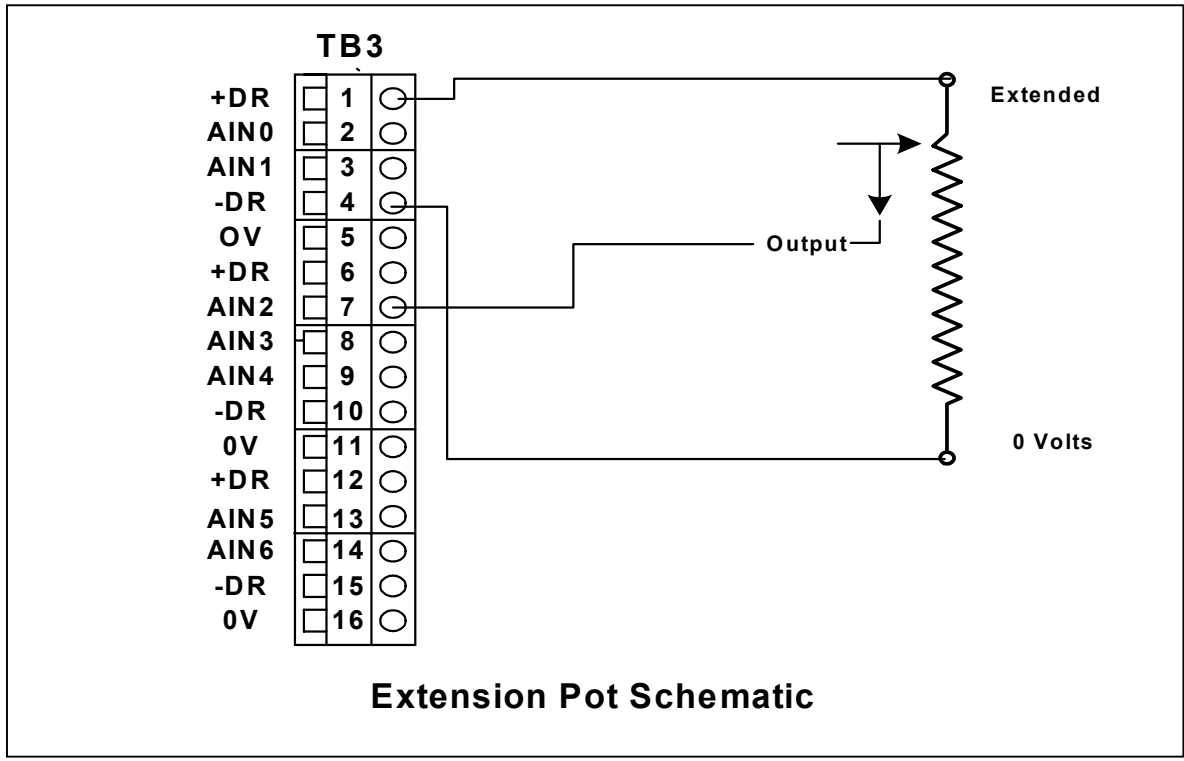 TB3
+DR 1
AIN0 2
AIN1 3
-DR 4
OV 5
+DR 6
AIN2 7
AIN3 8
AIN4 9
-DR 10
0V 11
+DR 12
AIN5 13
AIN6 14
-DR 15
0V 16
Extended
Output
0 Volts
Extension Pot Schematic